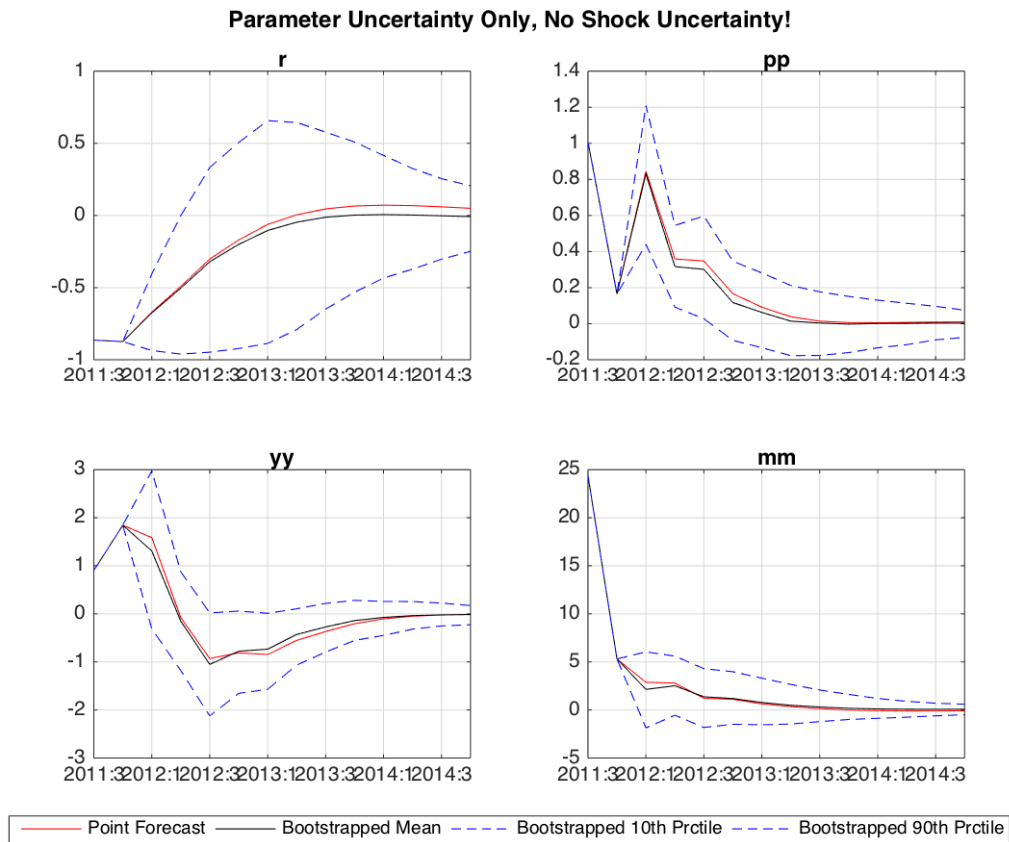 Parameter Uncertainty Only, No Shock Uncertainty!
r
1
0.5
0
-0.5
-1
2011:3 2012:1 2012:3 2013:1 2013:3 2014:1 2014:3
pp
1.4
1.2
1
0.8
0.6
0.4
0.2
0
-0.2
2011:3 2012:1 2012:3 2013:1 2013:3 2014:1 2014:3
yy
3
2
1
0
-1
-2
-3
2011:3 2012:1 2012:3 2013:1 2013:3 2014:1 2014:3
mm
25
20
15
10
5
0
-5
2011:3 2012:1 2012:3 2013:1 2013:3 2014:1 2014:3
Point Forecast Bootstrapped Mean Bootstrapped 10th Prctile Bootstrapped 90th Prctile